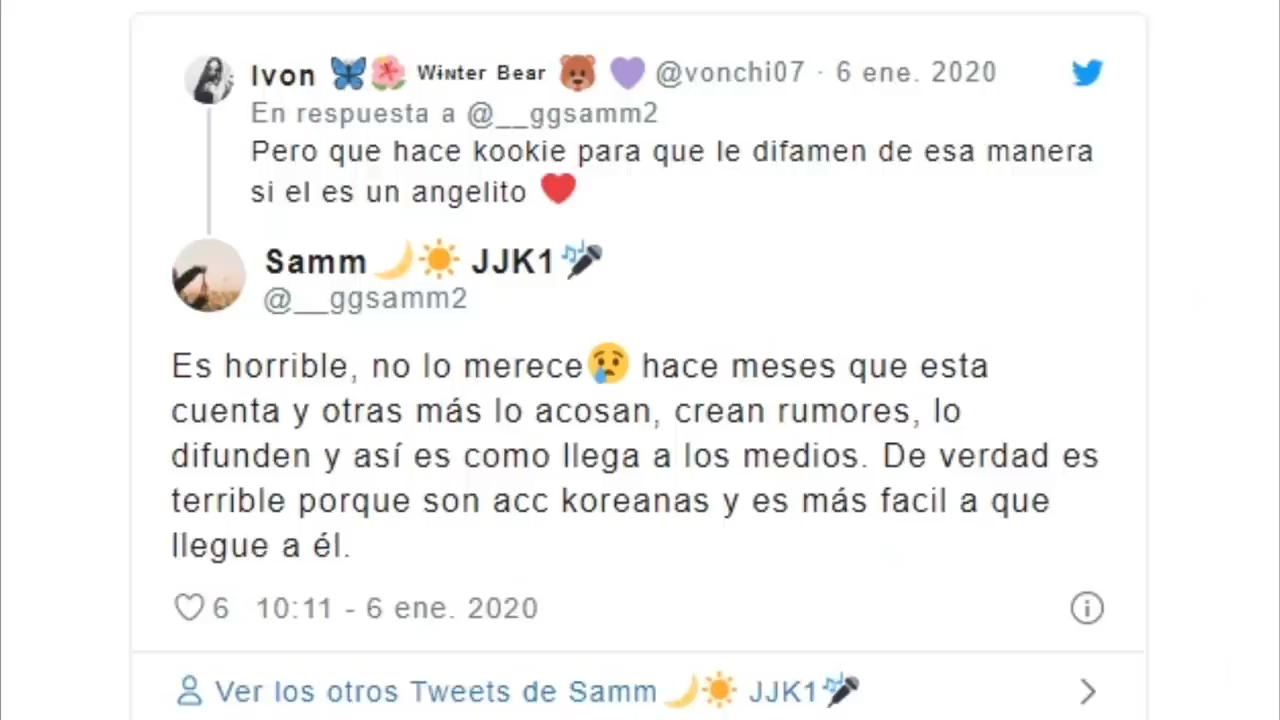 Ivon 🦋🌺 Winter Bear 🐻💜 @vonchi07 · 6 ene. 2020
En respuesta a @__ggsamm2
Pero que hace kookie para que le difamen de esa manera
si el es un angelito ❤️
Samm🌙☀️ JJK1🎤
@__ggsamm2
Es horrible, no lo merece😢 hace meses que esta
cuenta y otras más lo acosan, crean rumores, lo
difunden y así es como llega a los medios. De verdad es
terrible porque son acc koreanas y es más facil a que
llegue a él.
6 10:11 - 6 ene. 2020
Ver los otros Tweets de Samm🌙☀️ JJK1🎤